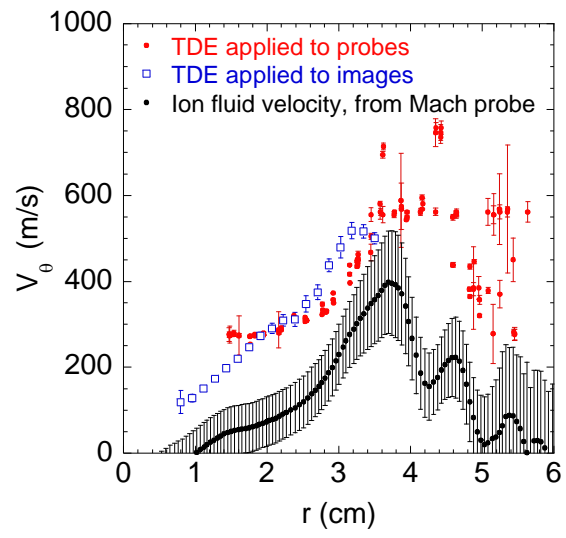 1000
800
600
400
200
0
V_θ (m/s)
TDE applied to probes
TDE applied to images
Ion fluid velocity, from Mach probe
0 1 2 3 4 5 6
r (cm)